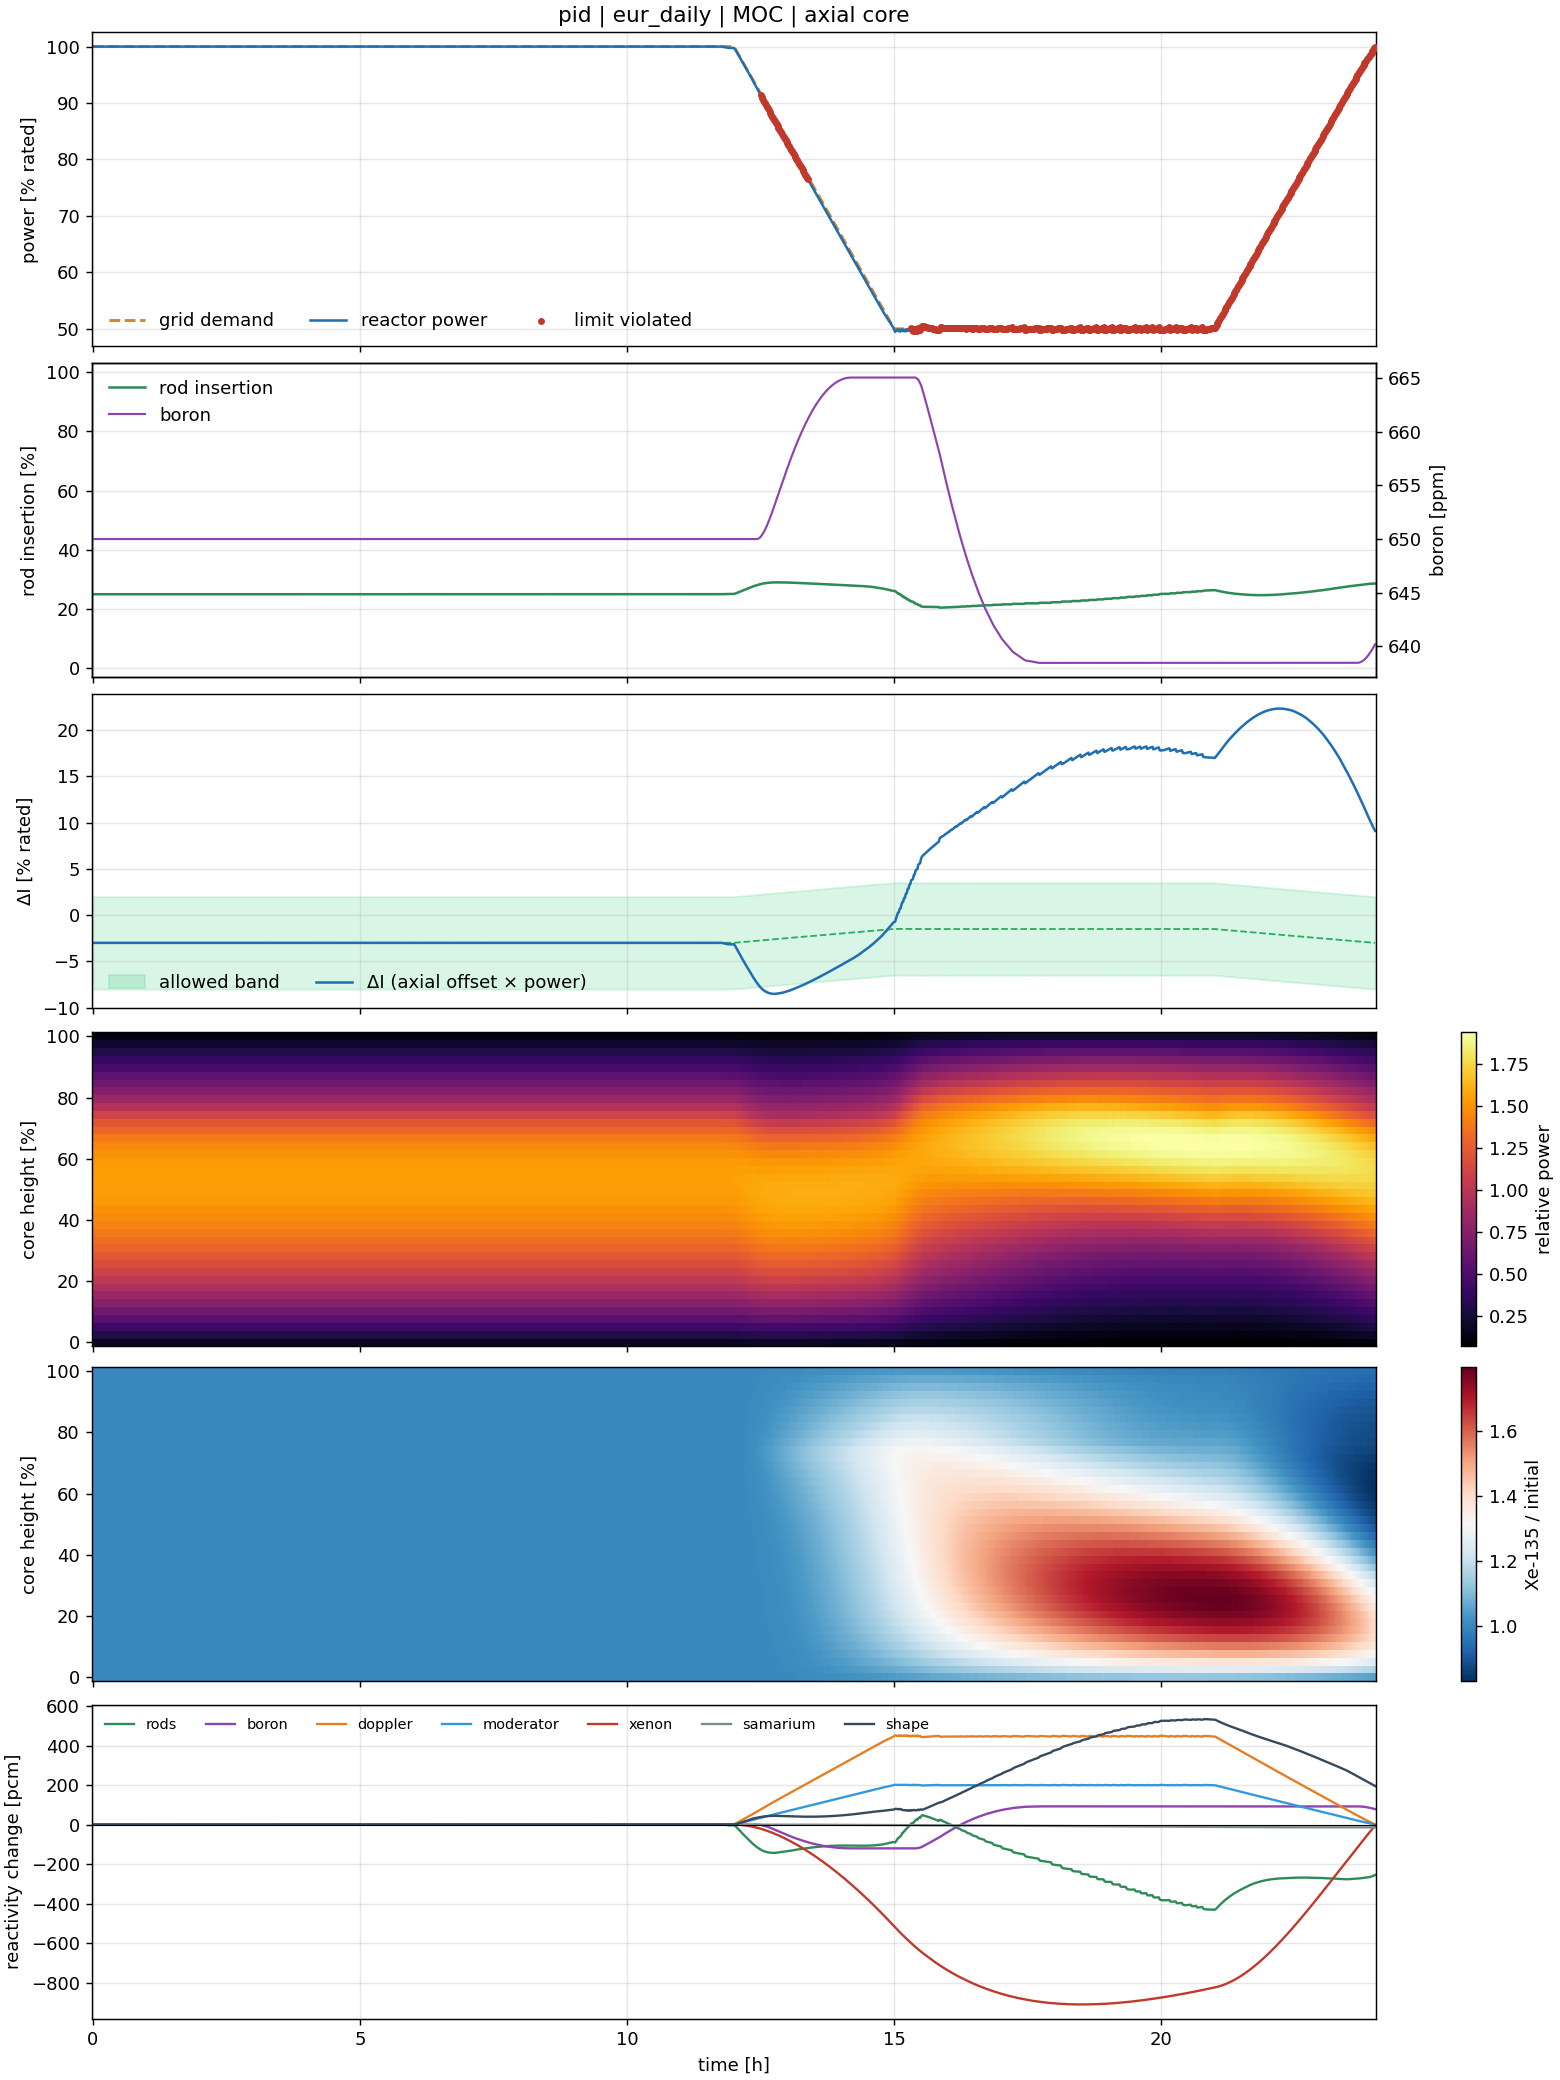 pid | eur_daily | MOC | axial core
power [% rated]
100
90
80
70
60
50
grid demand
reactor power
limit violated
rod insertion [%]
100
80
60
40
20
0
rod insertion
boron
665
660
655
650
645
640
boron [ppm]
ΔI [% rated]
20
15
10
5
0
−5
−10
allowed band
ΔI (axial offset × power)
core height [%]
100
80
60
40
20
0
1.75
1.50
1.25
1.00
0.75
0.50
0.25
relative power
core height [%]
100
80
60
40
20
0
1.6
1.4
1.2
1.0
Xe-135 / initial
reactivity change [pcm]
600
400
200
0
−200
−400
−600
−800
rods
boron
doppler
moderator
xenon
samarium
shape
0
5
10
15
20
time [h]